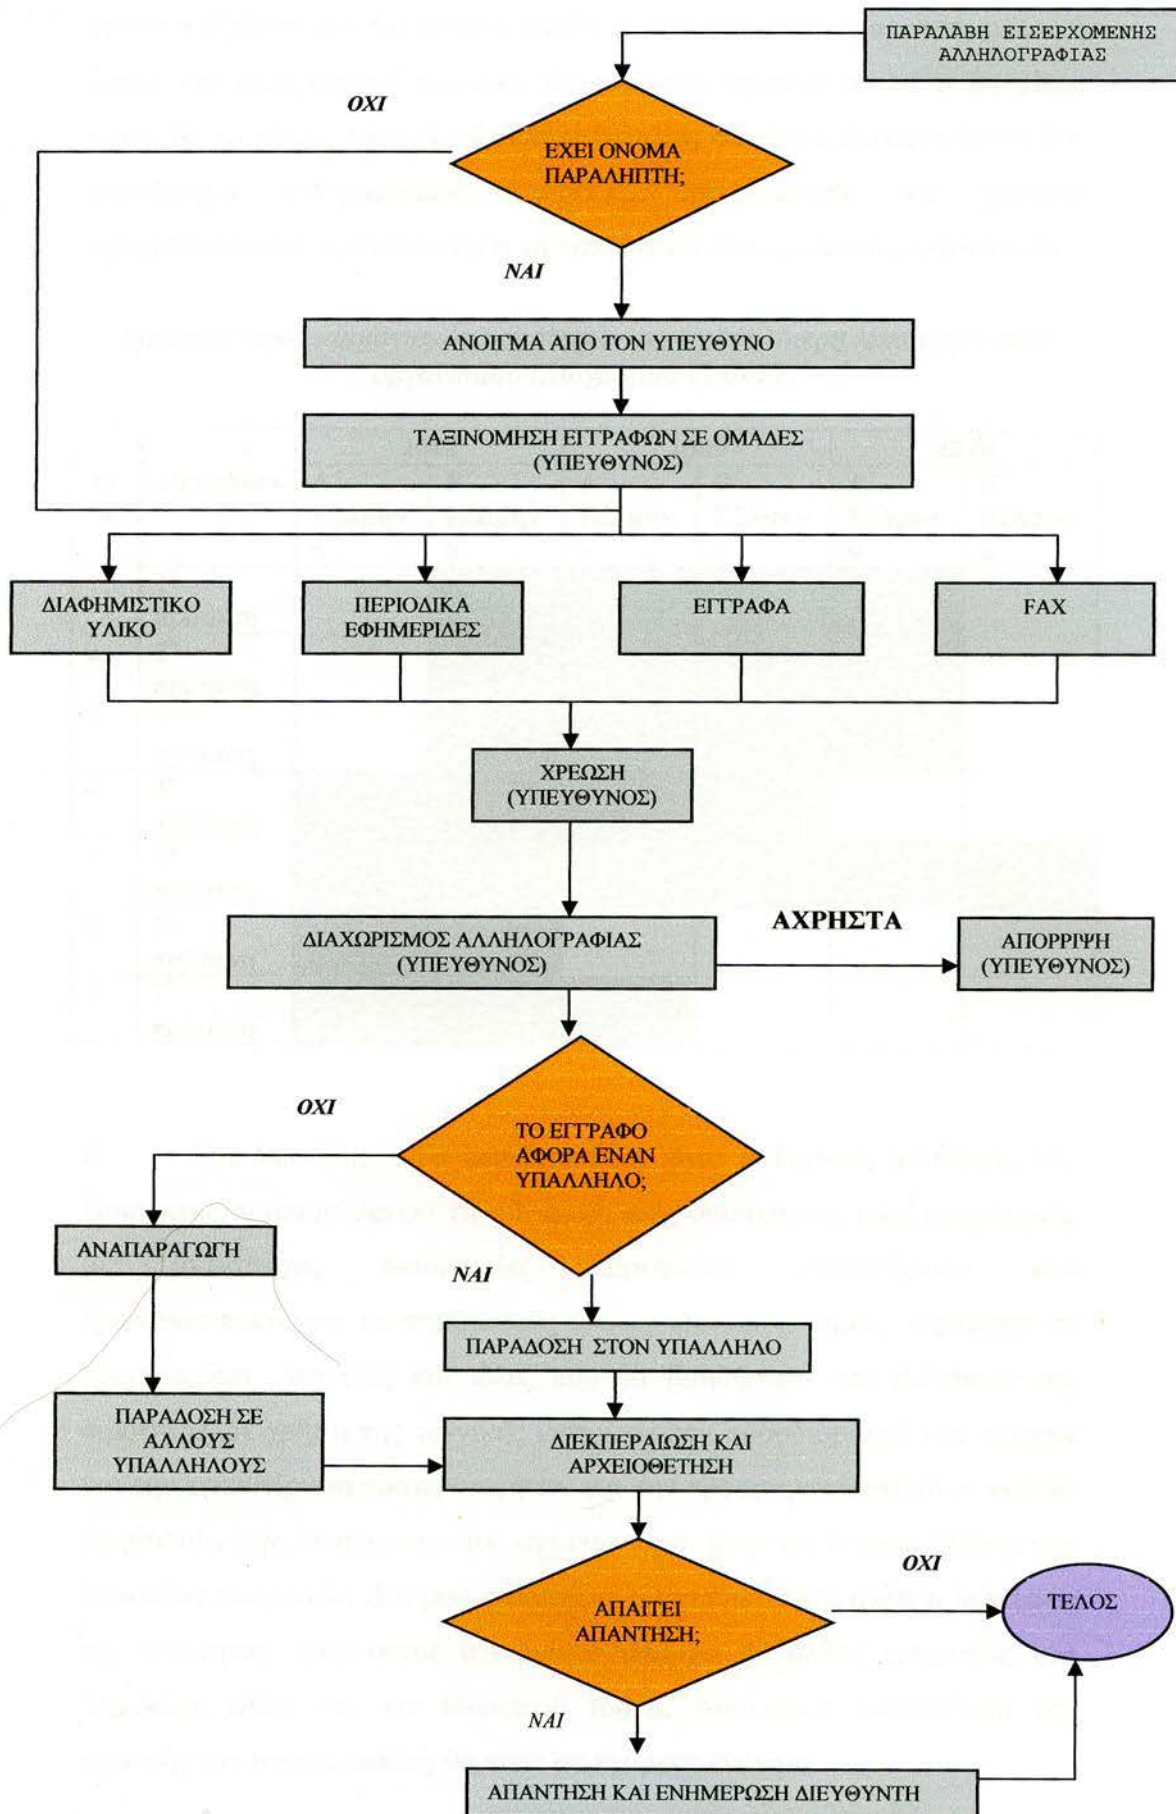 ΠΑΡΑΛΑΒΗ ΕΙΣΕΡΧΟΜΕΝΗΣ
ΑΛΛΗΛΟΓΡΑΦΙΑΣ
ΟΧΙ
ΕΧΕΙ ΟΝΟΜΑ
ΠΑΡΑΛΗΠΤΗ;
ΝΑΙ
ΑΝΟΙΓΜΑ ΑΠΟ ΤΟΝ ΥΠΕΥΘΥΝΟ
ΤΑΞΙΝΟΜΗΣΗ ΕΓΓΡΑΦΩΝ ΣΕ ΟΜΑΔΕΣ
(ΥΠΕΥΘΥΝΟΣ)
ΔΙΑΦΗΜΙΣΤΙΚΟ
ΥΛΙΚΟ
ΠΕΡΙΟΔΙΚΑ
ΕΦΗΜΕΡΙΔΕΣ
ΕΓΓΡΑΦΑ
FAX
ΧΡΕΩΣΗ
(ΥΠΕΥΘΥΝΟΣ)
ΔΙΑΧΩΡΙΣΜΟΣ ΑΛΛΗΛΟΓΡΑΦΙΑΣ
(ΥΠΕΥΘΥΝΟΣ)
ΑΧΡΗΣΤΑ
ΑΠΟΡΡΙΨΗ
(ΥΠΕΥΘΥΝΟΣ)
ΟΧΙ
ΤΟ ΕΓΓΡΑΦΟ
ΑΦΟΡΑ ΕΝΑΝ
ΥΠΑΛΛΗΛΟ;
ΑΝΑΠΑΡΑΓΩΓΗ
ΝΑΙ
ΠΑΡΑΔΟΣΗ ΣΤΟΝ ΥΠΑΛΛΗΛΟ
ΠΑΡΑΔΟΣΗ ΣΕ
ΑΛΛΟΥΣ
ΥΠΑΛΛΗΛΟΥΣ
ΔΙΕΚΠΕΡΑΙΩΣΗ ΚΑΙ
ΑΡΧΕΙΟΘΕΤΗΣΗ
ΑΠΑΙΤΕΙ
ΑΠΑΝΤΗΣΗ;
ΟΧΙ
ΤΕΛΟΣ
ΝΑΙ
ΑΠΑΝΤΗΣΗ ΚΑΙ ΕΝΗΜΕΡΩΣΗ ΔΙΕΥΘΥΝΤΗ